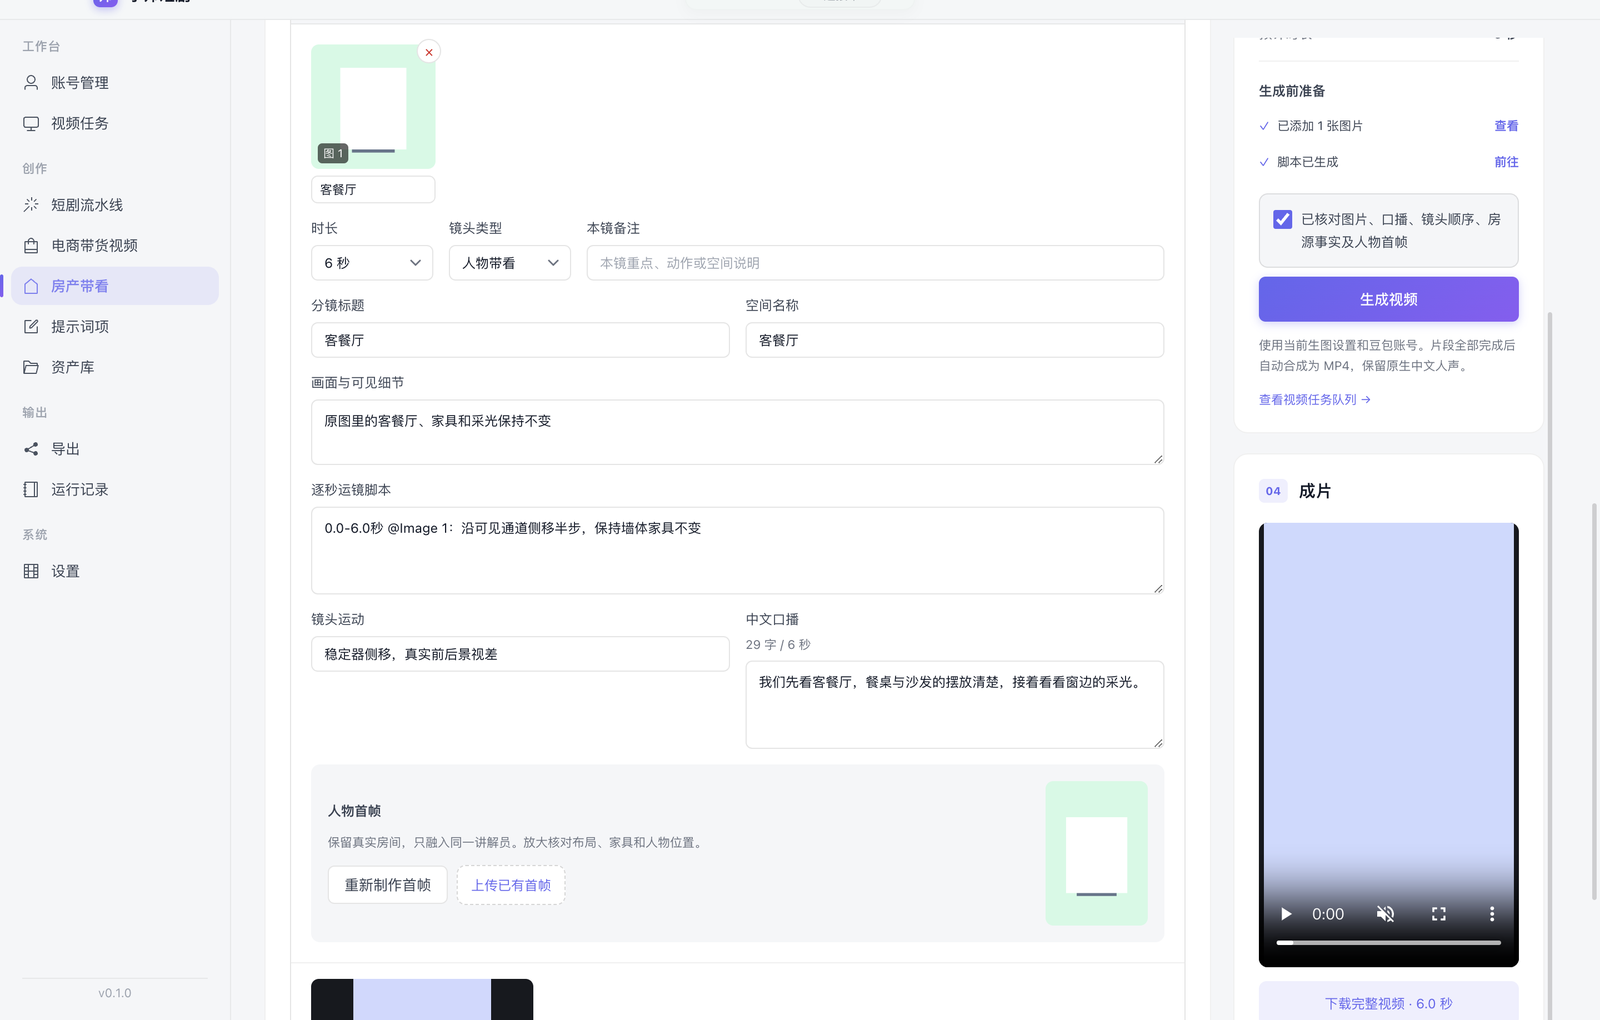 工作台
账号管理
视频任务
创作
短剧流水线
电商带货视频
房产带看
提示词项
资产库
输出
导出
运行记录
系统
设置
v0.1.0
图 1
客餐厅
时长
镜头类型
本镜备注
6 秒
人物带看
本镜重点、动作或空间说明
分镜标题
空间名称
客餐厅
客餐厅
画面与可见细节
原图里的客餐厅、家具和采光保持不变
逐秒运镜脚本
0.0-6.0秒 @Image 1：沿可见通道侧移半步，保持墙体家具不变
镜头运动
中文口播
29 字 / 6 秒
稳定器侧移，真实前后景视差
我们先看客餐厅，餐桌与沙发的摆放清楚，接着看看窗边的采光。
人物首帧
保留真实房间，只融入同一讲解员。放大核对布局、家具和人物位置。
重新制作首帧
上传已有首帧
生成前准备
已添加 1 张图片
查看
脚本已生成
前往
已核对图片、口播、镜头顺序、房
源事实及人物首帧
生成视频
使用当前生图设置和豆包账号。片段全部完成后
自动合成为 MP4，保留原生中文人声。
查看视频任务队列 →
04 成片
0:00
下载完整视频 · 6.0 秒